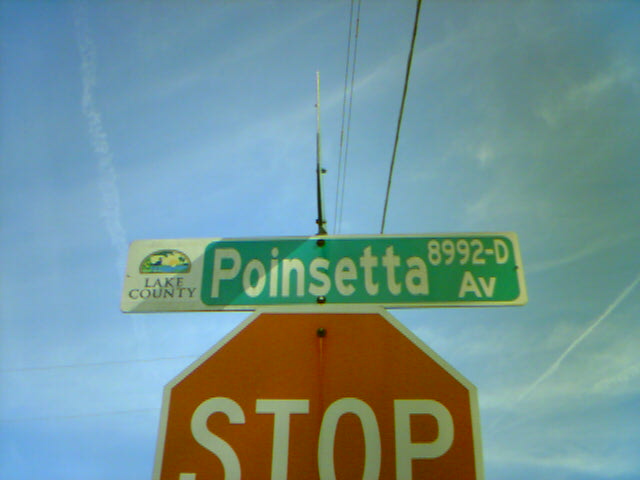 LAKE
COUNTY
Poinsetta 8992-D
Av
STOP